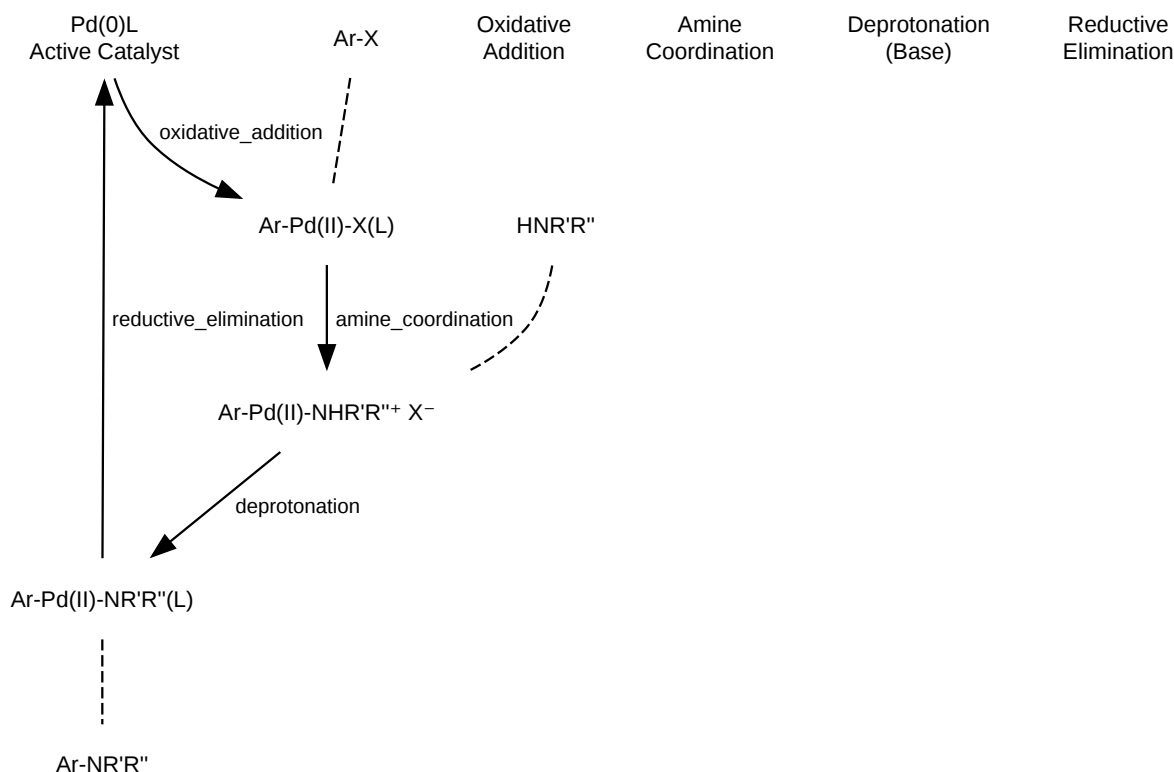 Pd(0)L
Active Catalyst
Ar-X
Oxidative
Addition
Amine
Coordination
Deprotonation
(Base)
Reductive
Elimination
oxidative_addition
Ar-Pd(II)-X(L)
HNR'R"
reductive_elimination
amine_coordination
Ar-Pd(II)-NHR'R"⁺ X⁻
deprotonation
Ar-Pd(II)-NR'R"(L)
Ar-NR'R"